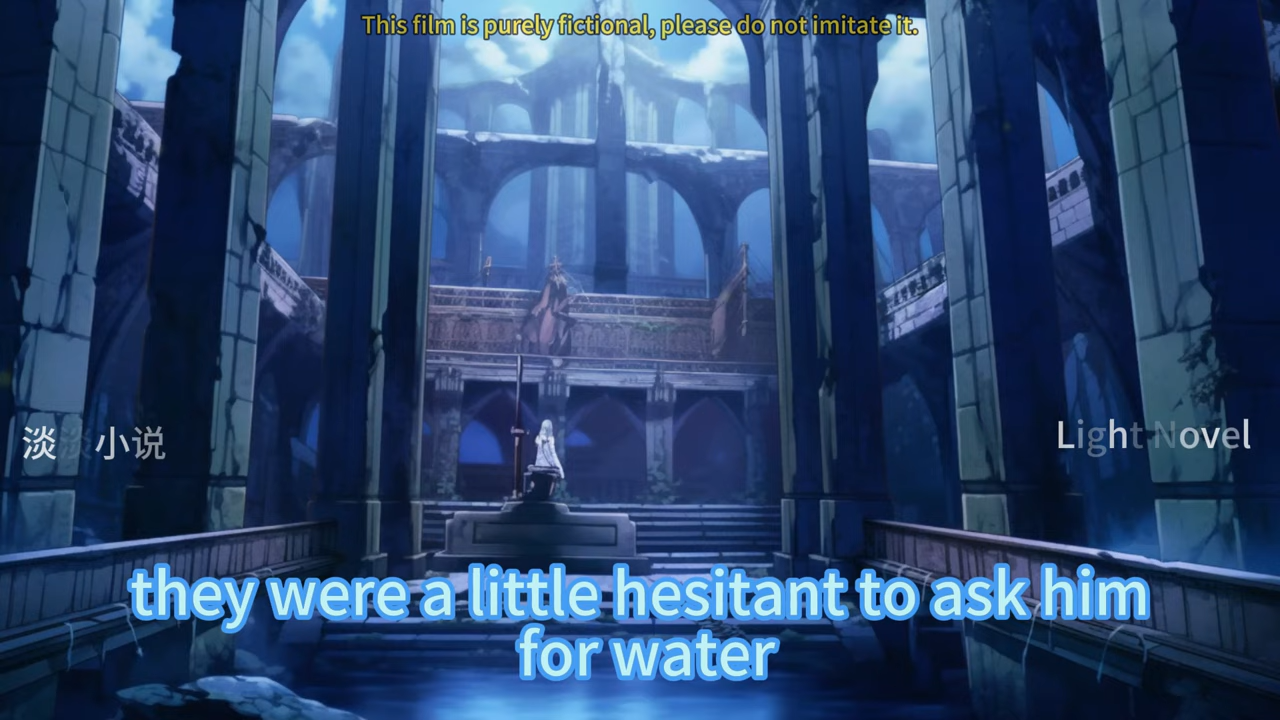 This film is purely fictional, please do not imitate it.
淡淡小说
Light Novel
they were a little hesitant to ask him
for water